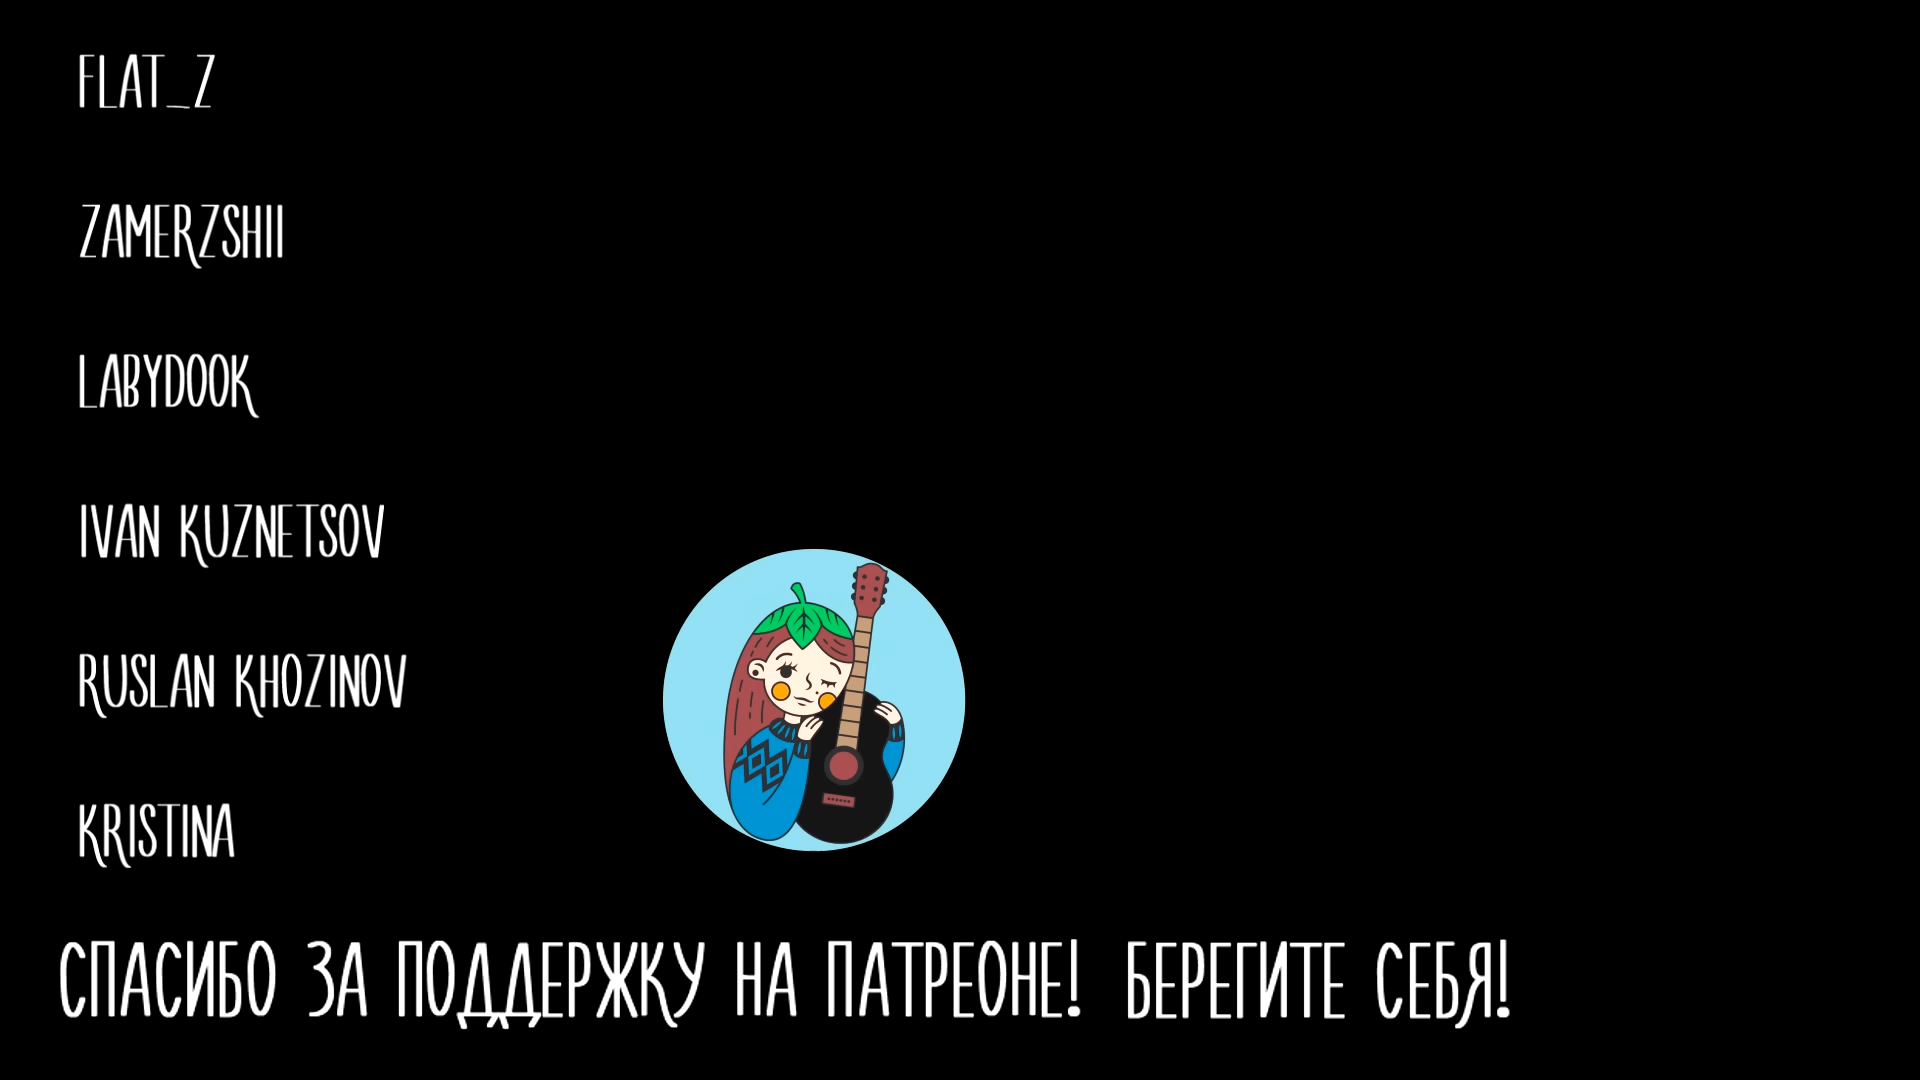 FLAT_Z
ZAMERZSHII
LABYDOOK
IVAN KUZNETSOV
RUSLAN KHOZINOV
KRISTINA
СПАСИБО ЗА ПОДДЕРЖКУ НА ПАТРЕОНЕ! БЕРЕГИТЕ СЕБЯ!